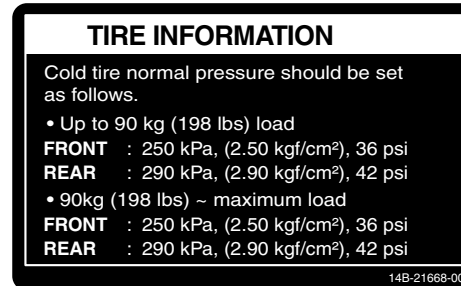 TIRE INFORMATION
Cold tire normal pressure should be set
as follows.
• Up to 90 kg (198 lbs) load
FRONT : 250 kPa, (2.50 kgf/cm²), 36 psi
REAR : 290 kPa, (2.90 kgf/cm²), 42 psi
• 90kg (198 lbs) ~ maximum load
FRONT : 250 kPa, (2.50 kgf/cm²), 36 psi
REAR : 290 kPa, (2.90 kgf/cm²), 42 psi
14B-21668-00